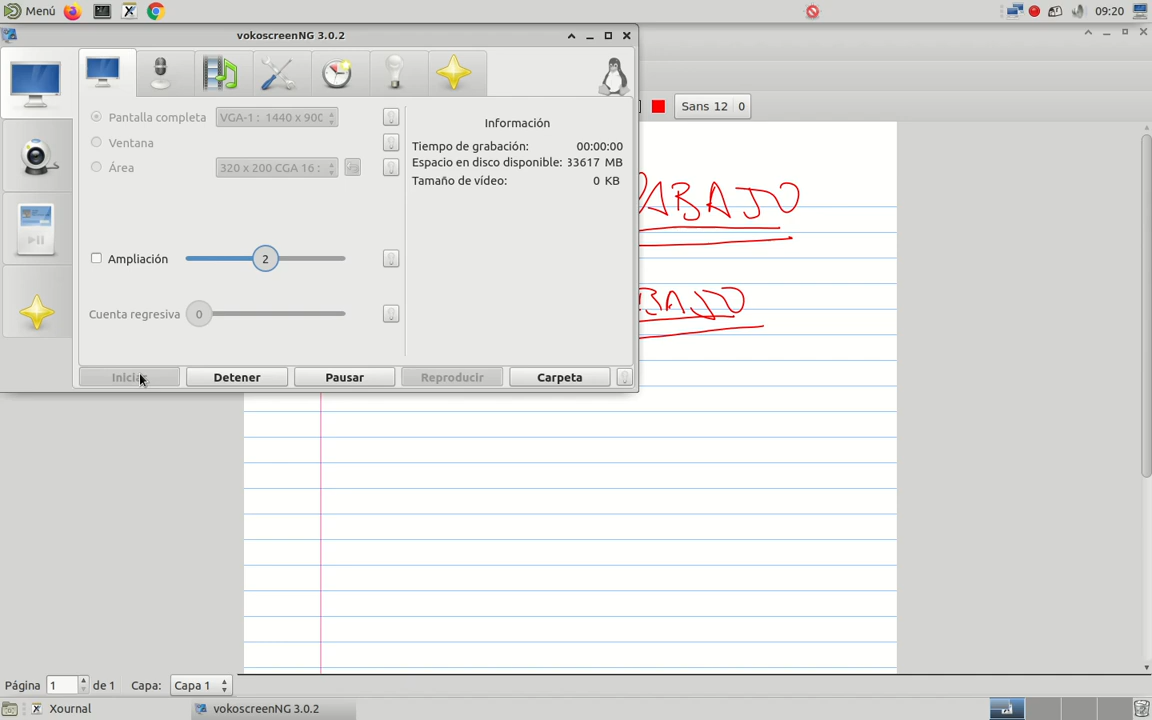 Menú
09:20
vokoscreenNG 3.0.2
Sans 12 0
Pantalla completa
VGA-1 : 1440 x 900
Ventana
Área
320 x 200 CGA 16 :
Ampliación
2
Cuenta regresiva
0
Información
Tiempo de grabación: 00:00:00
Espacio en disco disponible: 33617 MB
Tamaño de vídeo: 0 KB
ABAJO
BAJO
Iniciar
Detener
Pausar
Reproducir
Carpeta
Página 1 de 1 Capa: Capa 1
Xournal
vokoscreenNG 3.0.2